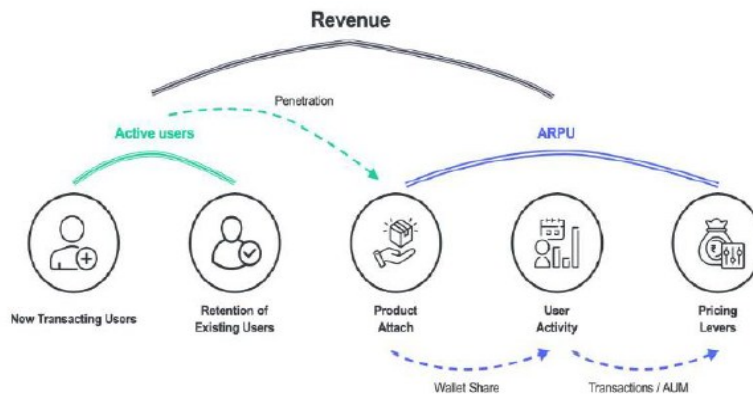 Revenue
Penetration
Active users
ARPU
New Transacting Users
Retention of
Existing Users
Product
Attach
User
Activity
Pricing
Levers
Wallet Share
Transactions / AUM
₹